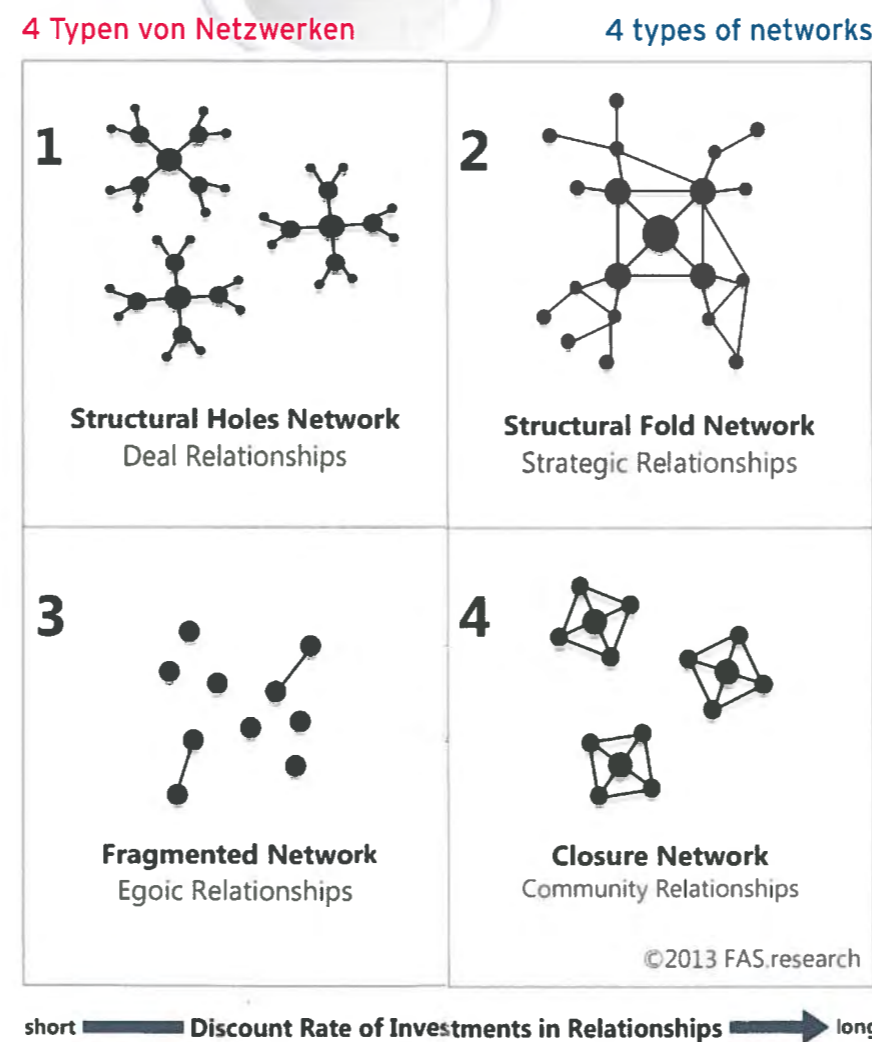 4 Typen von Netzwerken
4 types of networks
1
2
Structural Holes Network
Deal Relationships
Structural Fold Network
Strategic Relationships
3
4
Fragmented Network
Egoic Relationships
Closure Network
Community Relationships
©2013 FAS.research
short Discount Rate of Investments in Relationships long